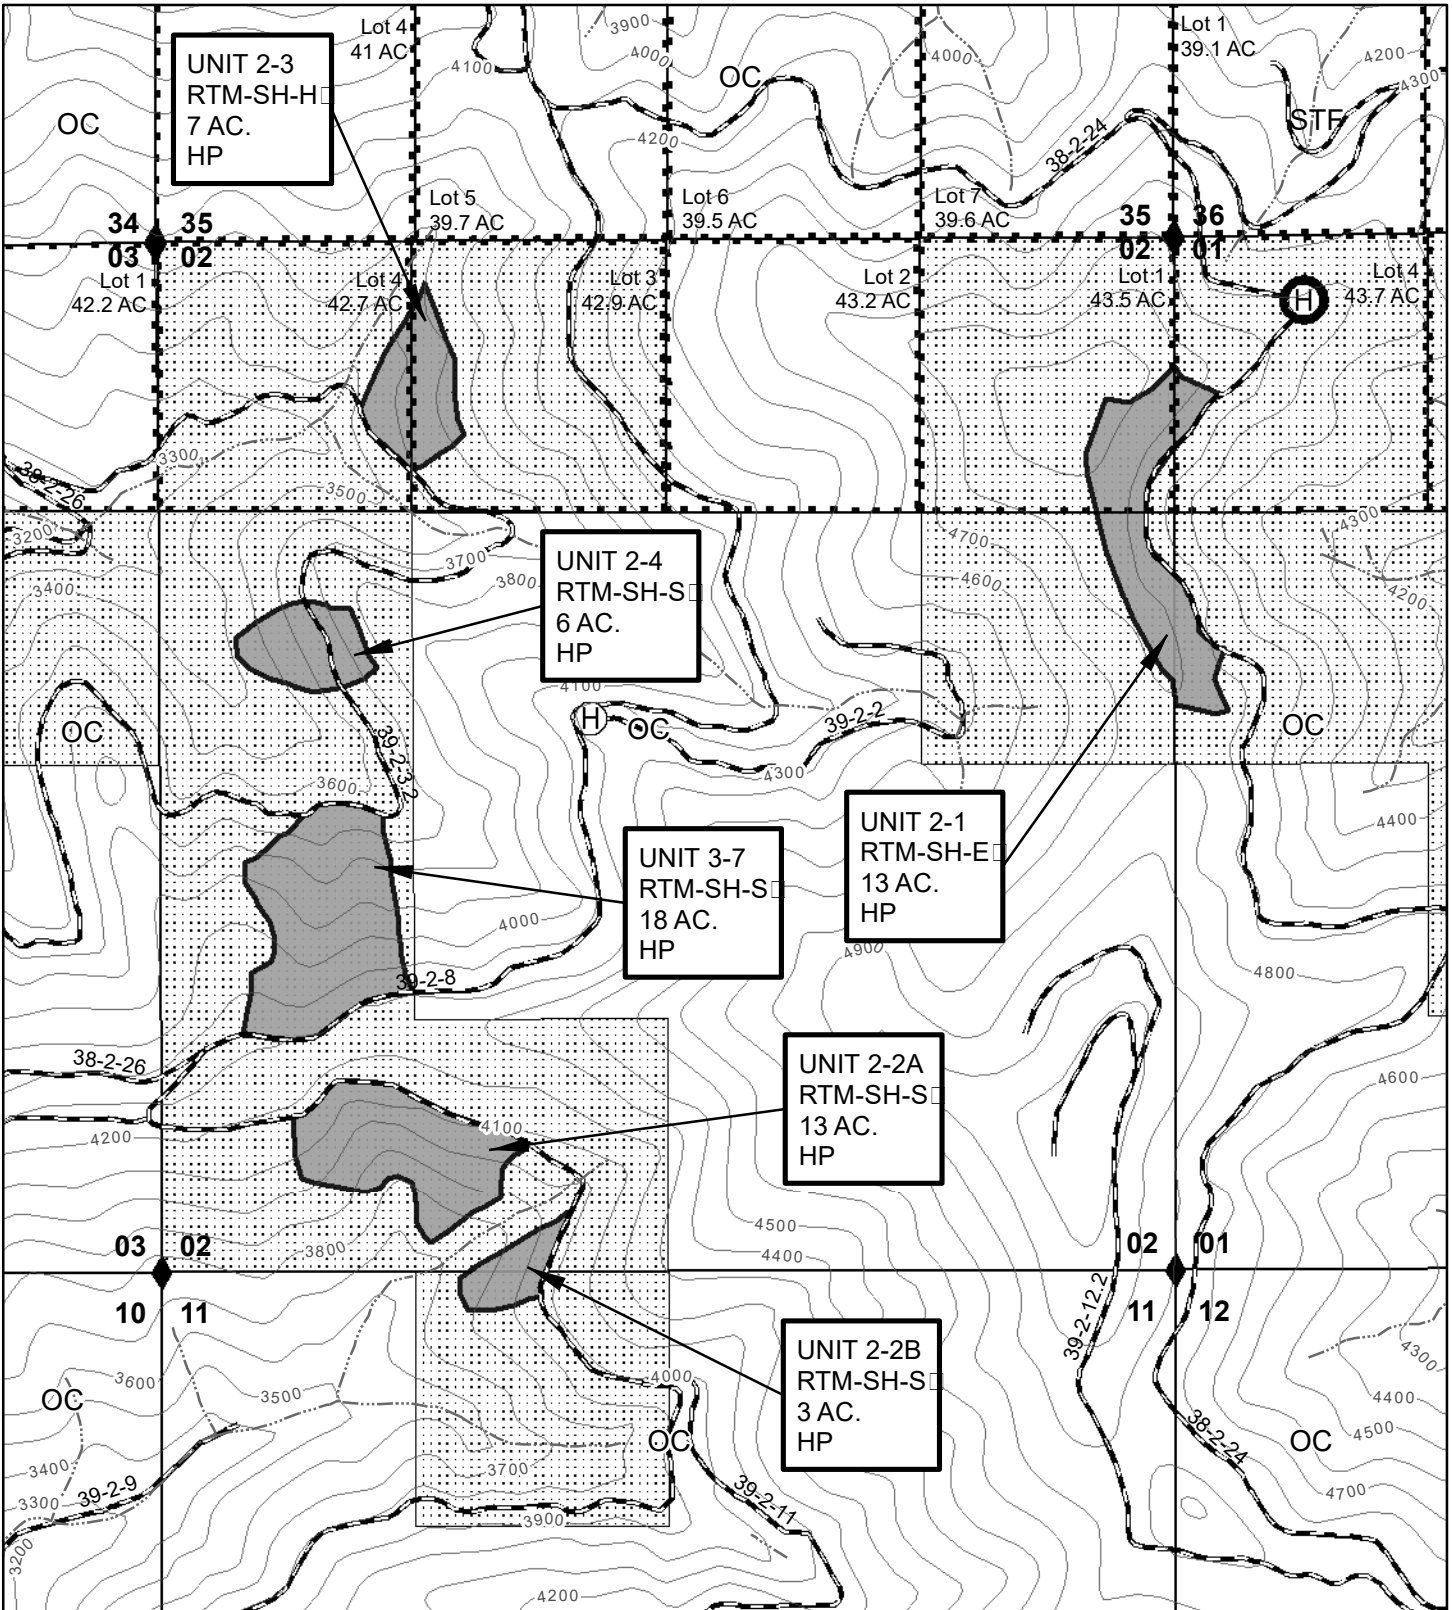 Lot 4
41 AC
3900
4000
4100
OC
4000
Lot 1
39.1 AC
4200
4300
UNIT 2-3
RTM-SH-H□
7 AC.
HP
OC
4200
38-2-24
STF
Lot 5
39.7 AC
Lot 6
39.5 AC
Lot 7
39.6 AC
34 35
03 02
35 36
02 01
Lot 1
42.2 AC
Lot 4
42.7 AC
Lot 3
42.9 AC
Lot 2
43.2 AC
Lot 1
43.5 AC
H
Lot 4
43.7 AC
3300
38-2-26
3500
3200
3400
3700
3800
4700
4600
4300
4200
UNIT 2-4
RTM-SH-S□
6 AC.
HP
4100
H
OC
OC
39-2-2
OC
39-2-3.2
3600
4300
4400
UNIT 3-7
RTM-SH-S□
18 AC.
HP
UNIT 2-1
RTM-SH-E□
13 AC.
HP
4000
4900
39-2-8
4800
38-2-26
4200
4100
4600
UNIT 2-2A
RTM-SH-S□
13 AC.
HP
4500
4400
3800
03 02
10 11
02 01
11 12
39-2-12.2
4300
UNIT 2-2B
RTM-SH-S□
3 AC.
HP
3600
3500
OC
4000
4400
4500
OC
OC
38-2-24
3400
3300
39-2-9
3200
3700
39-2-11
4700
3900
4200